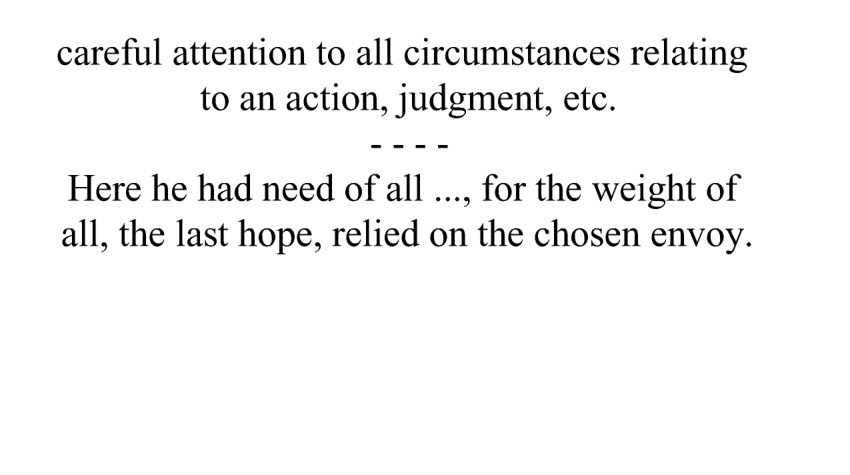 careful attention to all circumstances relating
to an action, judgment, etc.
- - - -
Here he had need of all ..., for the weight of
all, the last hope, relied on the chosen envoy.